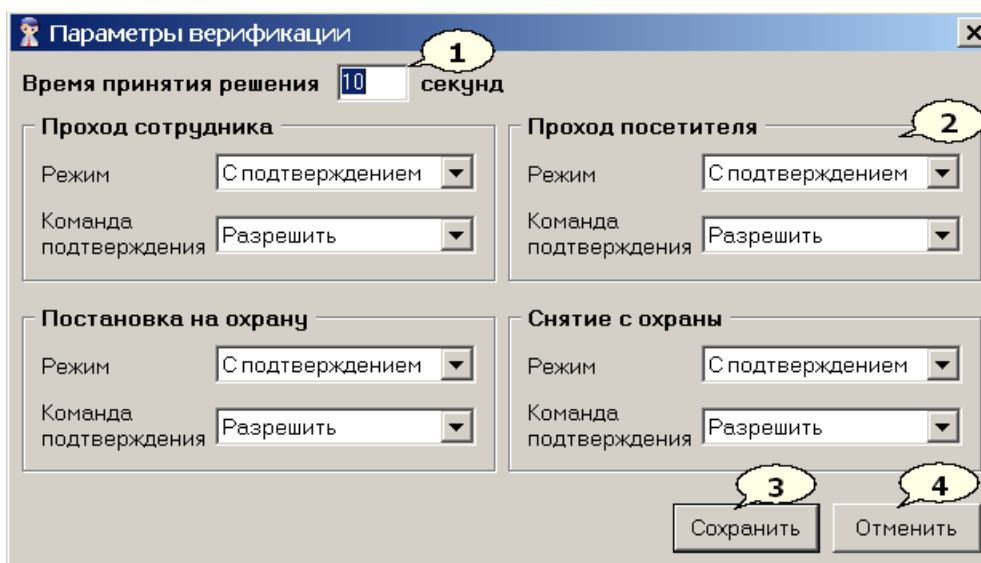 Параметры верификации
1
Время принятия решения 10 секунд
Проход сотрудника
Режим С подтверждением
Команда
подтверждения Разрешить
Проход посетителя
2
Режим С подтверждением
Команда
подтверждения Разрешить
Постановка на охрану
Режим С подтверждением
Команда
подтверждения Разрешить
Снятие с охраны
Режим С подтверждением
Команда
подтверждения Разрешить
3
4
Сохранить
Отменить